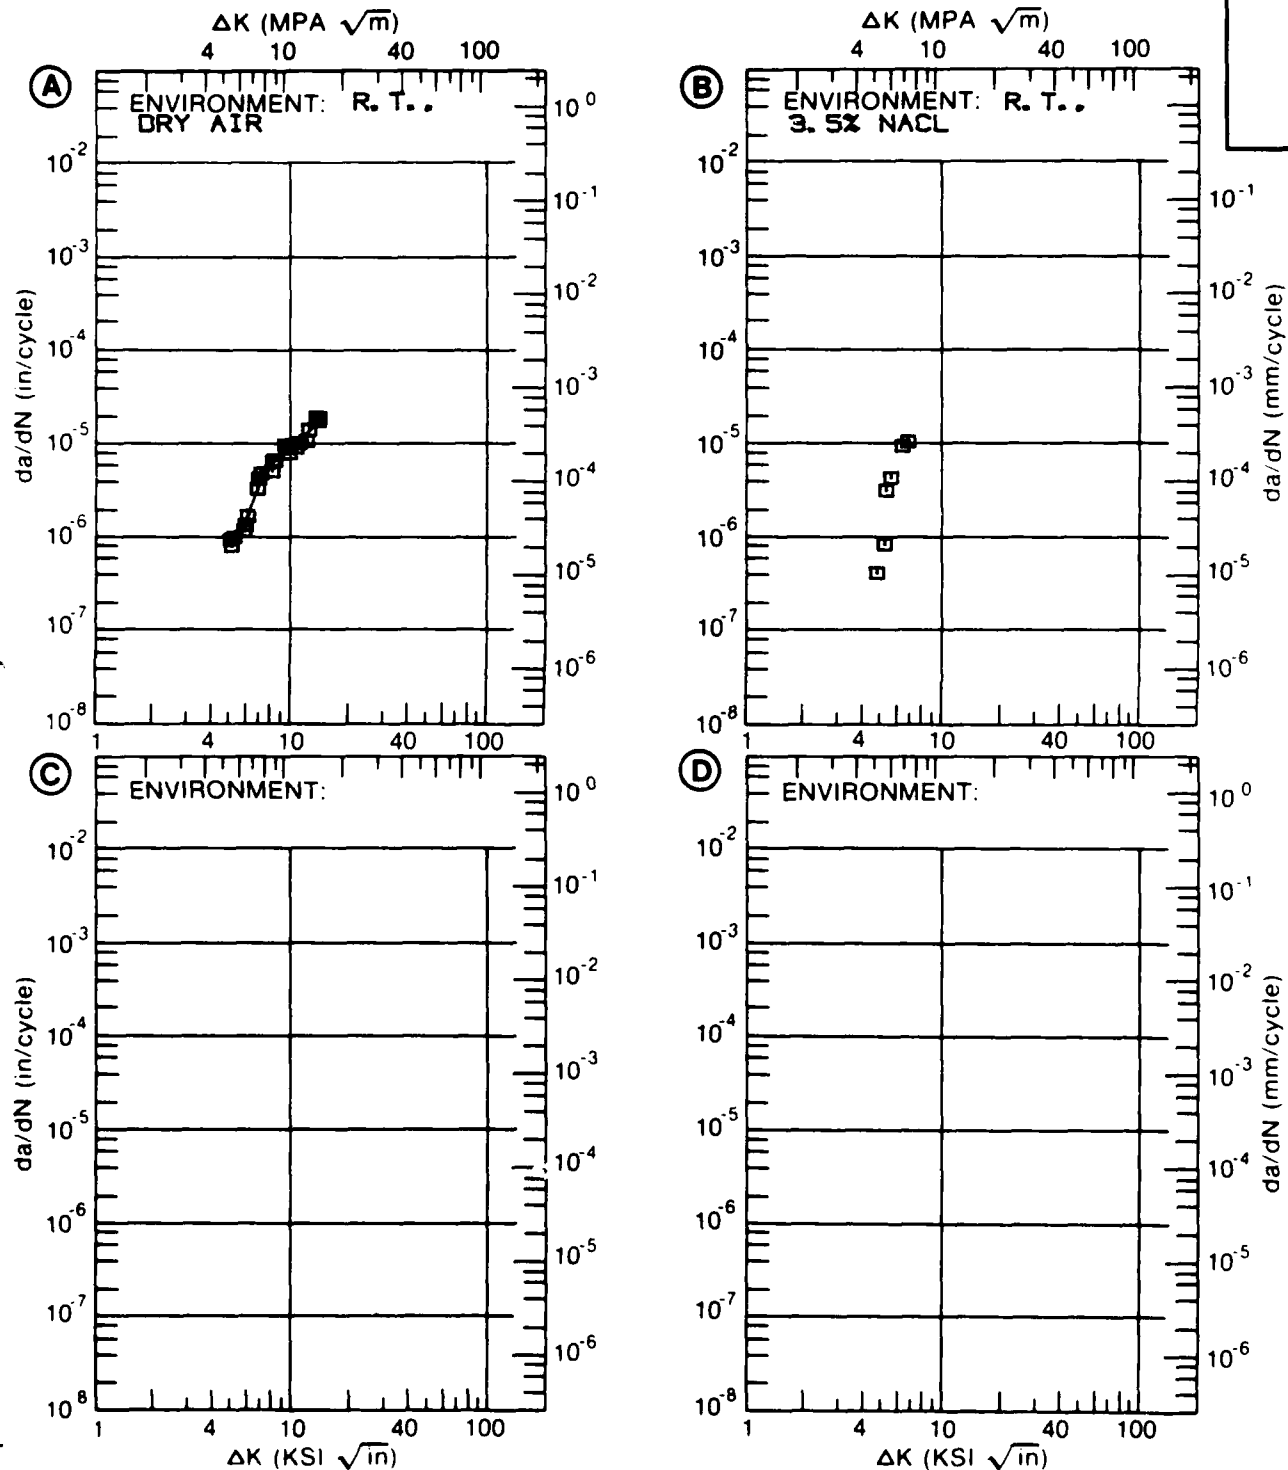 ΔK (MPA √m)
4 10 40 100
A
ENVIRONMENT: R. T..
DRY AIR
da/dN (in/cycle)
10^-2
10^-3
10^-4
10^-5
10^-6
10^-7
10^-8
10^0
10^-1
10^-2
10^-3
10^-4
10^-5
10^-6
1 4 10 40 100
ΔK (MPA √m)
4 10 40 100
B
ENVIRONMENT: R. T..
3. 5% NACL
10^-2
10^-3
10^-4
10^-5
10^-6
10^-7
10^-8
10^-1
10^-2
10^-3
10^-4
10^-5
10^-6
da/dN (mm/cycle)
1 4 10 40 100
C
ENVIRONMENT:
da/dN (in/cycle)
10^-2
10^-3
10^-4
10^-5
10^-6
10^-7
10^-8
10^0
10^-1
10^-2
10^-3
10^-4
10^-5
10^-6
1 4 10 40 100
ΔK (KSI √in)
D
ENVIRONMENT:
10^-2
10^-3
10^-4
10^-5
10^-6
10^-7
10^-8
10^0
10^-1
10^-2
10^-3
10^-4
10^-5
10^-6
da/dN (mm/cycle)
1 4 10 40 100
ΔK (KSI √in)